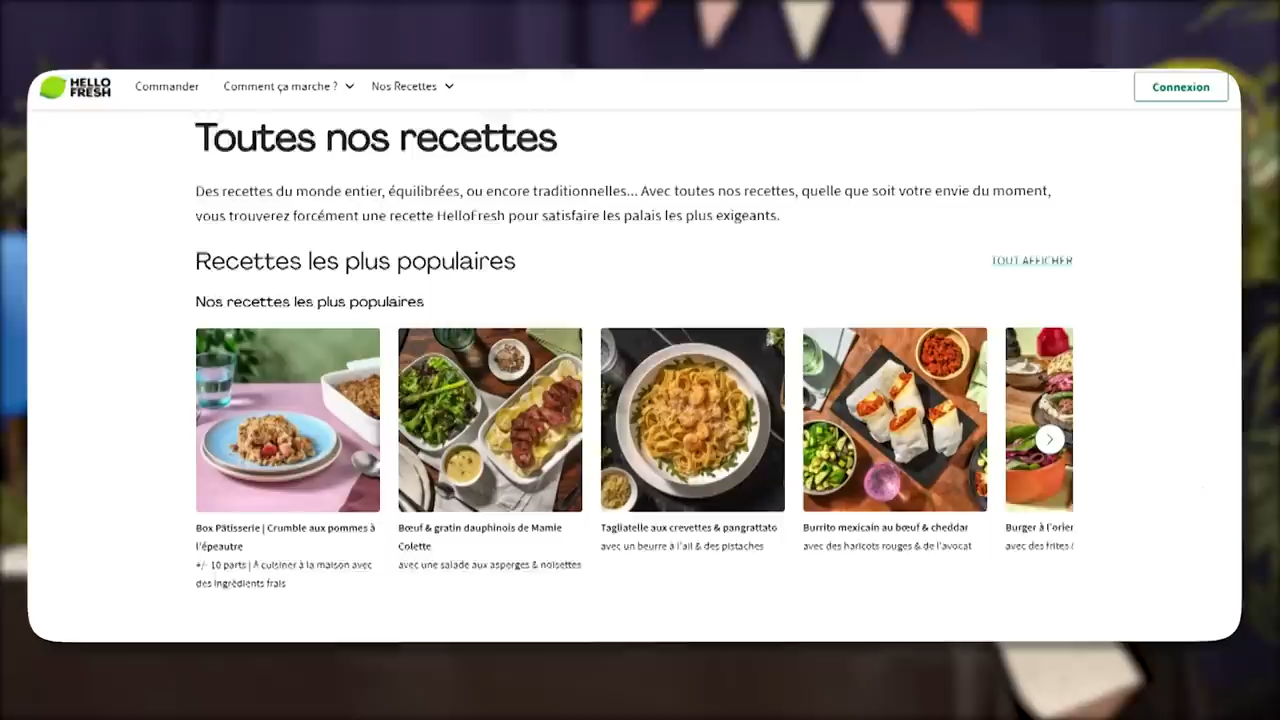 HELLO
FRESH
Commander
Comment ça marche ?
Nos Recettes
Connexion
Toutes nos recettes
Des recettes du monde entier, équilibrées, ou encore traditionnelles... Avec toutes nos recettes, quelle que soit votre envie du moment,
vous trouverez forcément une recette HelloFresh pour satisfaire les palais les plus exigeants.
Recettes les plus populaires
TOUT AFFICHER
Nos recettes les plus populaires
Box Pâtisserie | Crumble aux pommes à
l'épeautre
+/- 10 parts | À cuisiner à la maison avec
des ingrédients frais
Bœuf & gratin dauphinois de Mamie
Colette
avec une salade aux asperges & noisettes
Tagliatelle aux crevettes & pangrattato
avec un beurre à l'ail & des pistaches
Burrito mexicain au bœuf & cheddar
avec des haricots rouges & de l'avocat
Burger à l'orier
avec des frites &